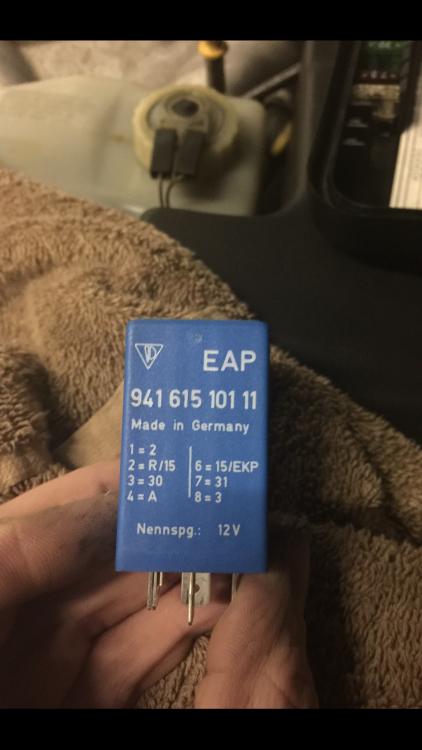 EAP
941 615 101 11
Made in Germany
1 = 2
2 = R/15
3 = 30
4 = A
6 = 15/EKP
7 = 31
8 = 3
Nennspg.: 12V